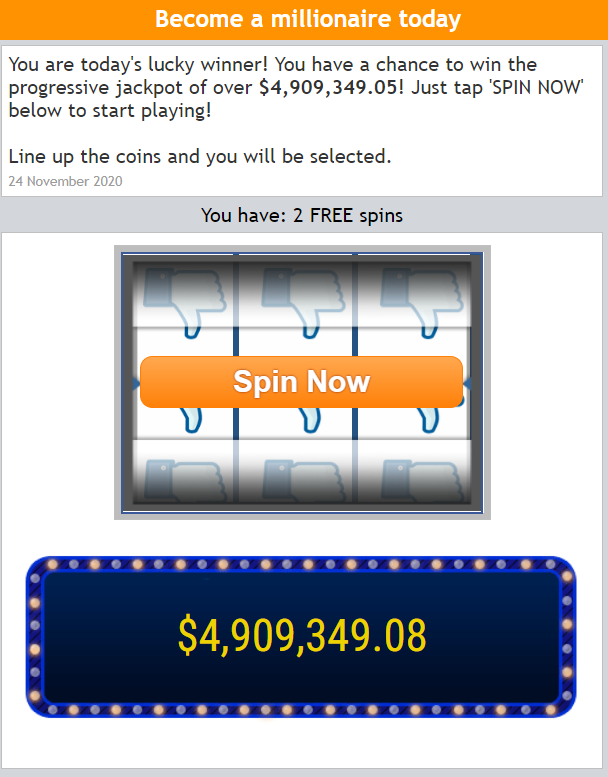 Become a millionaire today
You are today's lucky winner! You have a chance to win the
progressive jackpot of over $4,909,349.05! Just tap 'SPIN NOW'
below to start playing!
Line up the coins and you will be selected.
24 November 2020
You have: 2 FREE spins
Spin Now
$4,909,349.08